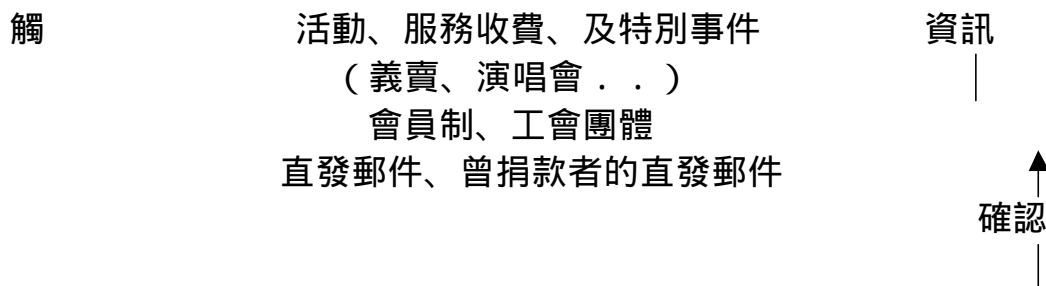 觸 活動、服務收費、及特別事件 資訊
（義賣、演唱會．．）
會員制、工會團體
直發郵件、曾捐款者的直發郵件
確認